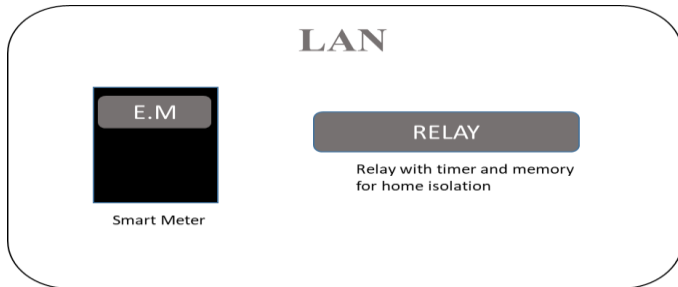 LAN
E.M
RELAY
Relay with timer and memory
for home isolation
Smart Meter